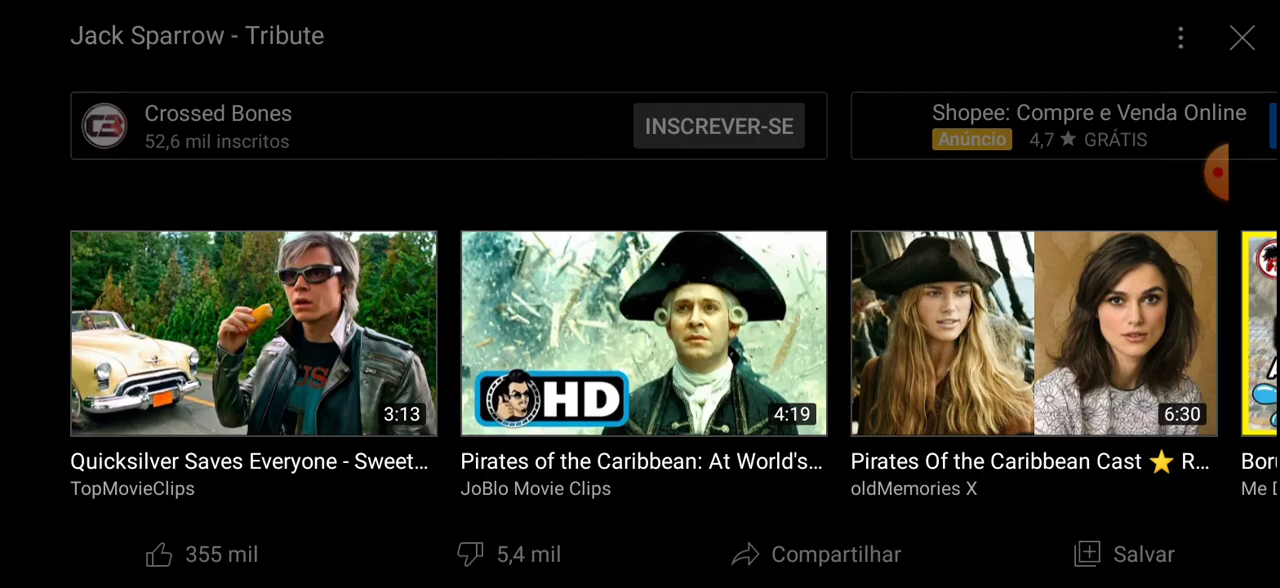 Jack Sparrow - Tribute
Crossed Bones
52,6 mil inscritos
INSCREVER-SE
Shopee: Compre e Venda Online
Anúncio 4,7 ★ GRÁTIS
US
3:13
HD
4:19
6:30
Quicksilver Saves Everyone - Sweet...
TopMovieClips
Pirates of the Caribbean: At World's...
JoBlo Movie Clips
Pirates Of the Caribbean Cast ⭐ R...
oldMemories X
Me
355 mil
5,4 mil
Compartilhar
Salvar